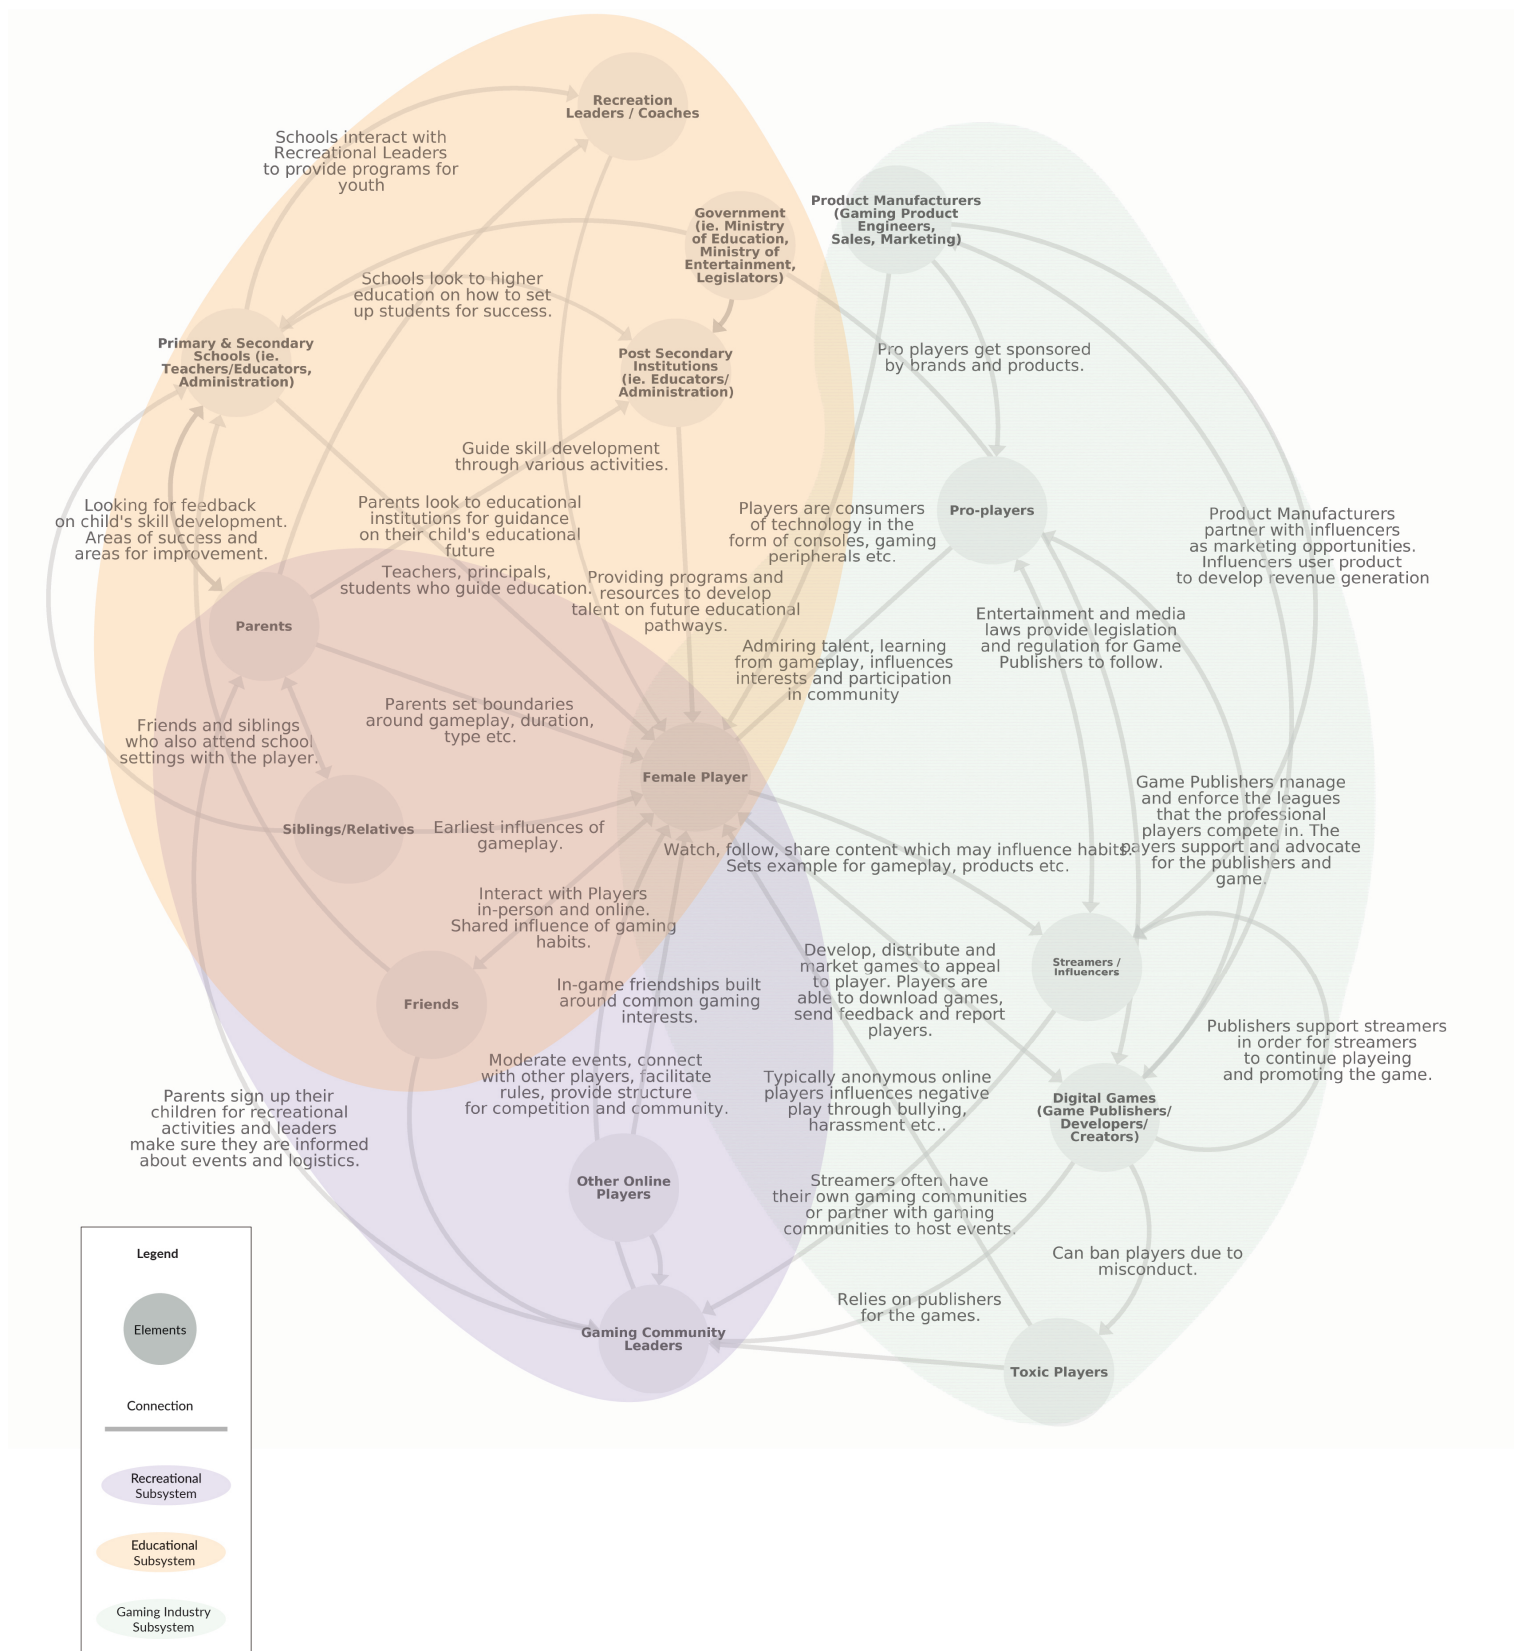 Recreation
Leaders / Coaches
Schools interact with
Recreational Leaders
to provide programs for
youth
Government
(ie. Ministry
of Education,
Ministry of
Entertainment,
Legislators)
Product Manufacturers
(Gaming Product
Engineers,
Sales, Marketing)
Schools look to higher
education on how to set
up students for success.
Primary & Secondary
Schools (ie.
Teachers/Educators,
Administration)
Post Secondary
Institutions
(ie. Educators/
Administration)
Pro players get sponsored
by brands and products.
Guide skill development
through various activities.
Looking for feedback
on child's skill development.
Areas of success and
areas for improvement.
Parents look to educational
institutions for guidance
on their child's educational
future
Players are consumers
of technology in the
form of consoles, gaming
peripherals etc.
Pro-players
Product Manufacturers
partner with influencers
as marketing opportunities.
Influencers user product
to develop revenue generation
Teachers, principals,
students who guide education.
Providing programs and
resources to develop
talent on future educational
pathways.
Parents
Entertainment and media
laws provide legislation
and regulation for Game
Publishers to follow.
Admiring talent, learning
from gameplay, influences
interests and participation
in community
Parents set boundaries
around gameplay, duration,
type etc.
Friends and siblings
who also attend school
settings with the player.
Female Player
Game Publishers manage
and enforce the leagues
that the professional
players compete in. The
payers support and advocate
for the publishers and
game.
Siblings/Relatives
Earliest influences of
gameplay.
Watch, follow, share content which may influence habits.
Sets example for gameplay, products etc.
Interact with Players
in-person and online.
Shared influence of gaming
habits.
Develop, distribute and
market games to appeal
to player. Players are
able to download games,
send feedback and report
players.
Streamers /
Influencers
In-game friendships built
around common gaming
interests.
Friends
Publishers support streamers
in order for streamers
to continue playeing
and promoting the game.
Moderate events, connect
with other players, facilitate
rules, provide structure
for competition and community.
Typically anonymous online
players influences negative
play through bullying,
harassment etc..
Digital Games
(Game Publishers/
Developers/
Creators)
Parents sign up their
children for recreational
activities and leaders
make sure they are informed
about events and logistics.
Other Online
Players
Streamers often have
their own gaming communities
or partner with gaming
communities to host events.
Can ban players due to
misconduct.
Relies on publishers
for the games.
Gaming Community
Leaders
Toxic Players
Legend
Elements
Connection
Recreational
Subsystem
Educational
Subsystem
Gaming Industry
Subsystem